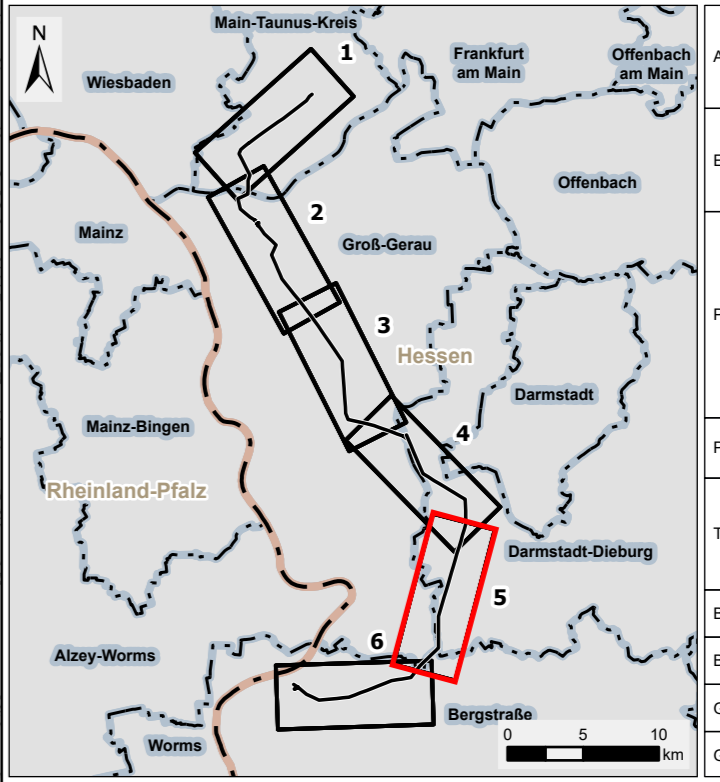 Main-Taunus-Kreis
N
1
Frankfurt
am Main
Offenbach
am Main
Wiesbaden
Offenbach
2
Mainz
Groß-Gerau
3
Hessen
Darmstadt
Mainz-Bingen
4
Rheinland-Pfalz
Darmstadt-Dieburg
5
6
Alzey-Worms
Bergstraße
Worms
0 5 10
km